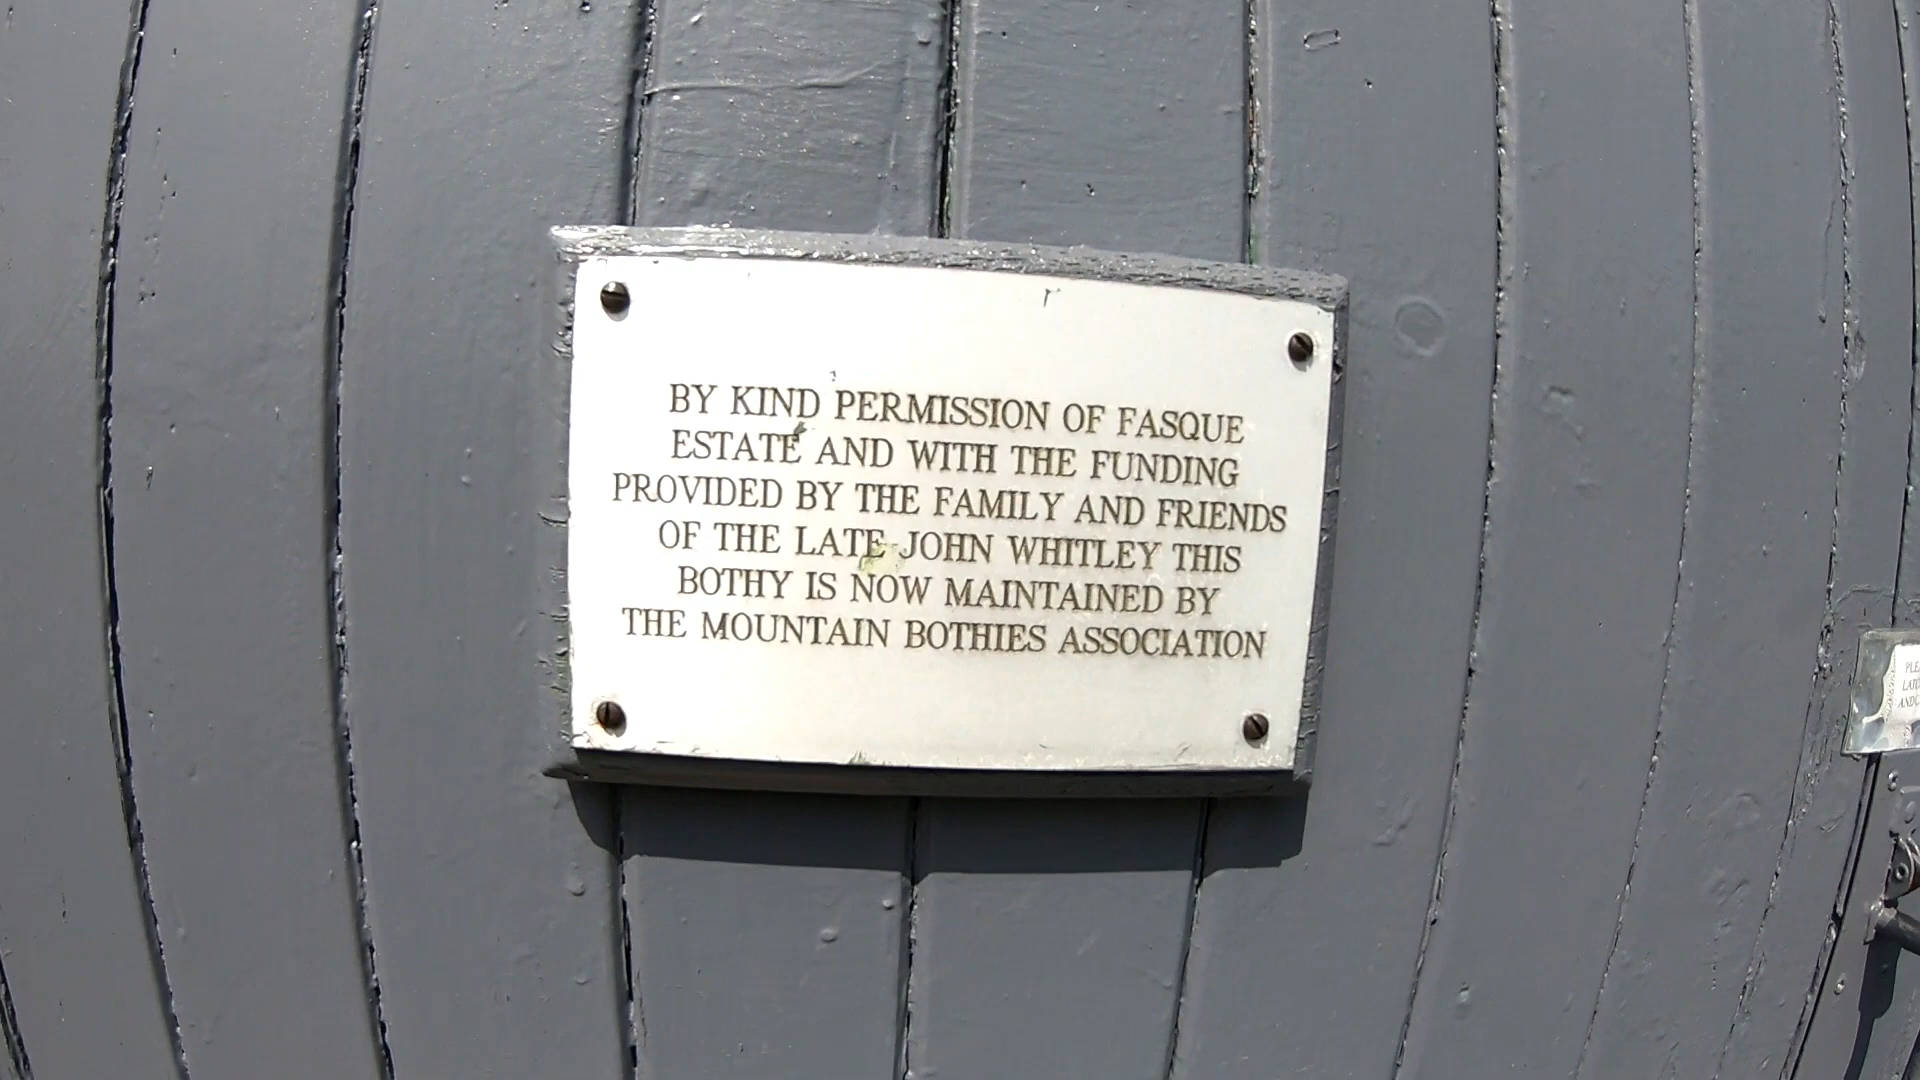 BY KIND PERMISSION OF FASQUE
ESTATE AND WITH THE FUNDING
PROVIDED BY THE FAMILY AND FRIENDS
OF THE LATE JOHN WHITLEY THIS
BOTHY IS NOW MAINTAINED BY
THE MOUNTAIN BOTHIES ASSOCIATION